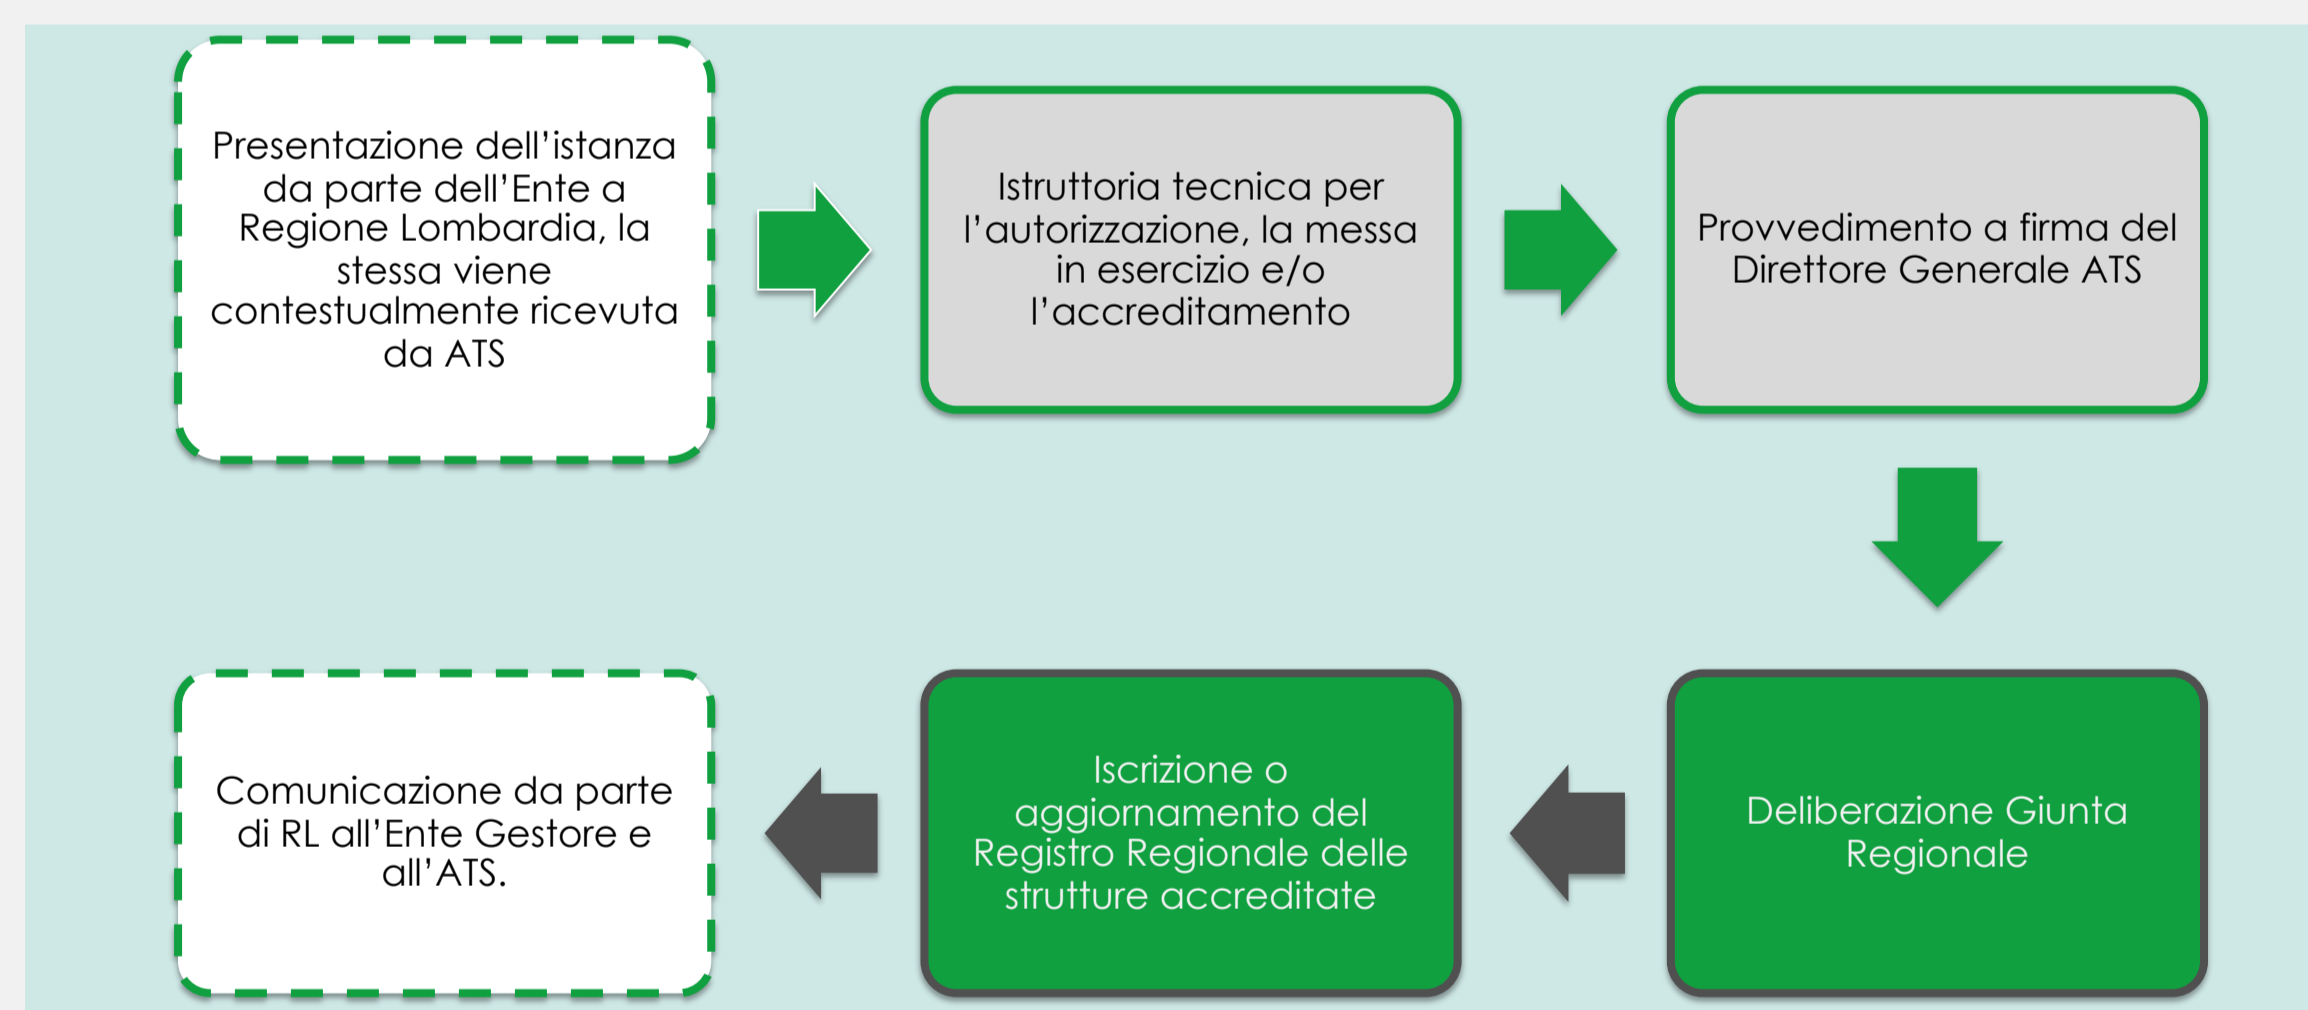 Presentazione dell’istanza
da parte dell’Ente a
Regione Lombardia, la
stessa viene
contestualmente ricevuta
da ATS
Istruttoria tecnica per
l’autorizzazione, la messa
in esercizio e/o
l’accreditamento
Provvedimento a firma del
Direttore Generale ATS
Deliberazione Giunta
Regionale
Iscrizione o
aggiornamento del
Registro Regionale delle
strutture accreditate
Comunicazione da parte
di RL all’Ente Gestore e
all’ATS.